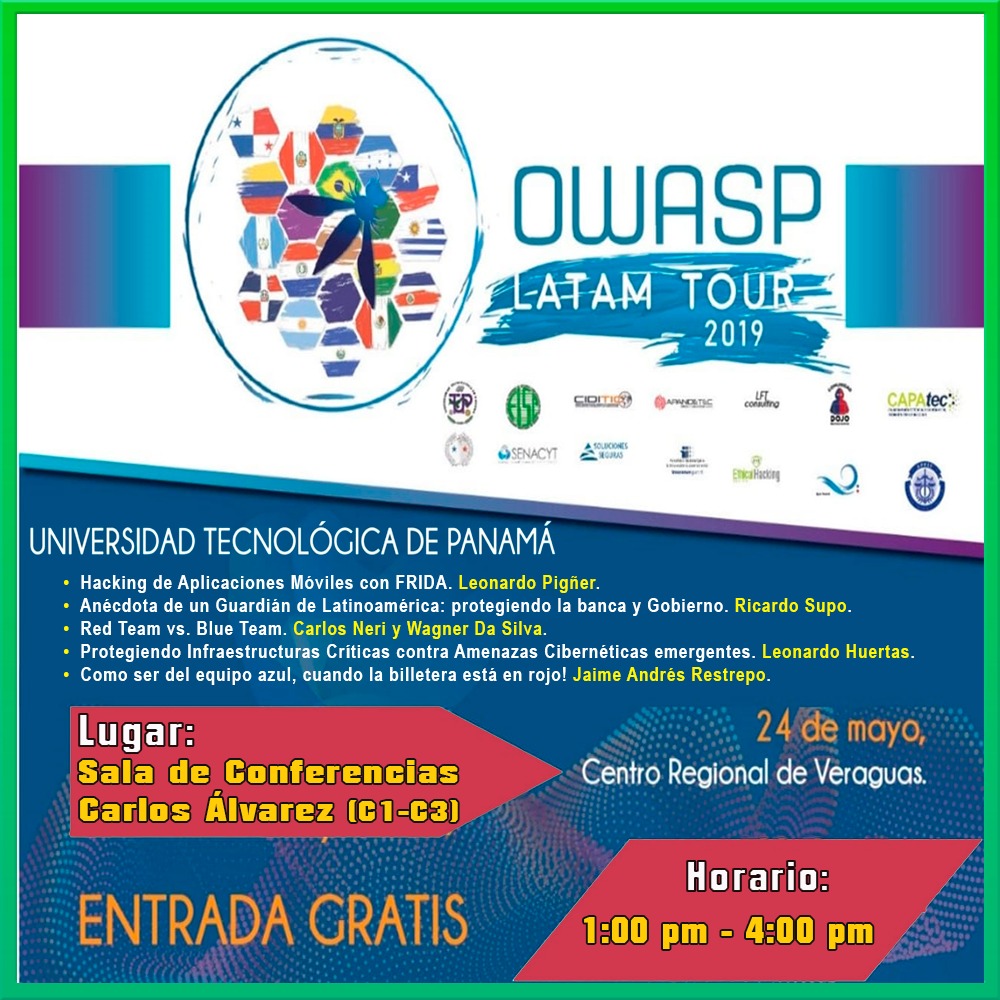 OWASP
LATAM TOUR
2019
CIDITIC
APANDETEC
LFT
consulting
DOJO
CAPAtec
SENACYT
SOLUCIONES
SEGURAS
EthicalHacking
UNIVERSIDAD TECNOLÓGICA DE PANAMÁ
• Hacking de Aplicaciones Móviles con FRIDA. Leonardo Pigñer.
• Anécdota de un Guardián de Latinoamérica: protegiendo la banca y Gobierno. Ricardo Supo.
• Red Team vs. Blue Team. Carlos Neri y Wagner Da Silva.
• Protegiendo Infraestructuras Críticas contra Amenazas Cibernéticas emergentes. Leonardo Huertas.
• Como ser del equipo azul, cuando la billetera está en rojo! Jaime Andrés Restrepo.
Lugar:
Sala de Conferencias
Carlos Álvarez (C1-C3)
24 de mayo,
Centro Regional de Veraguas.
ENTRADA GRATIS
Horario:
1:00 pm - 4:00 pm